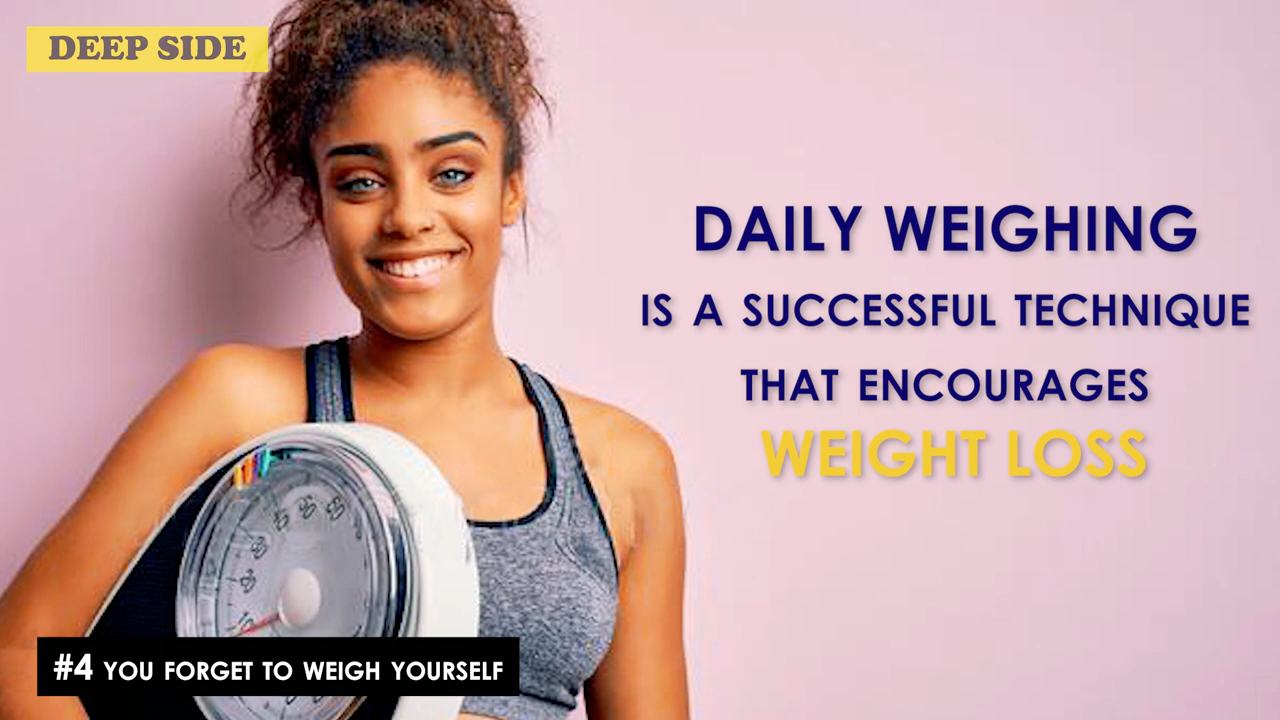 DEEP SIDE
DAILY WEIGHING
IS A SUCCESSFUL TECHNIQUE
THAT ENCOURAGES
WEIGHT LOSS
#4 YOU FORGET TO WEIGH YOURSELF